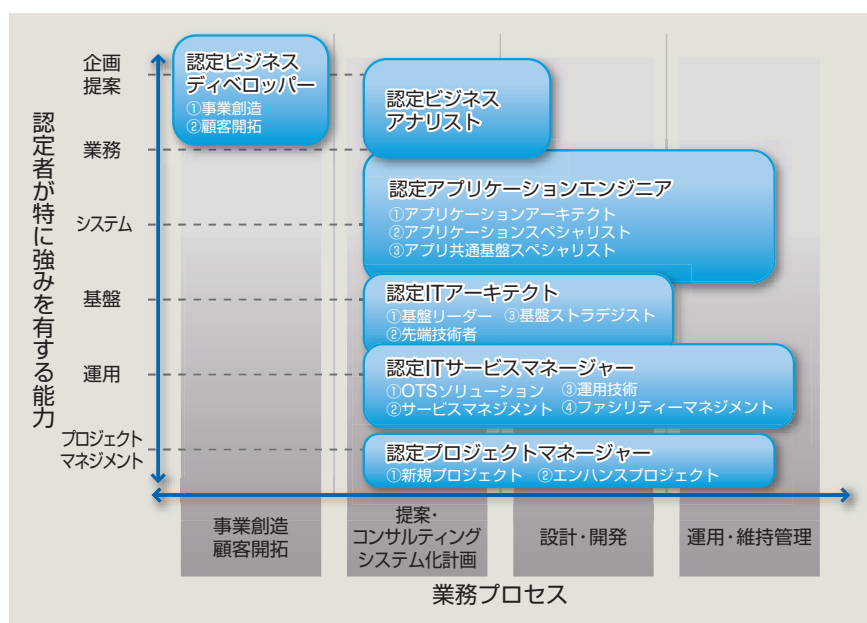 認定者が特に強みを有する能力
企画
提案
業務
システム
基盤
運用
プロジェクト
マネジメント
認定ビジネス
ディベロッパー
①事業創造
②顧客開拓
認定ビジネス
アナリスト
認定アプリケーションエンジニア
①アプリケーションアーキテクト
②アプリケーションスペシャリスト
③アプリ共通基盤スペシャリスト
認定ITアーキテクト
①基盤リーダー ③基盤ストラデジスト
②先端技術者
認定ITサービスマネージャー
①OTSソリューション ③運用技術
②サービスマネジメント ④ファシリティーマネジメント
認定プロジェクトマネージャー
①新規プロジェクト ②エンハンスプロジェクト
事業創造
顧客開拓
提案・
コンサルティング
システム化計画
設計・開発
運用・維持管理
業務プロセス